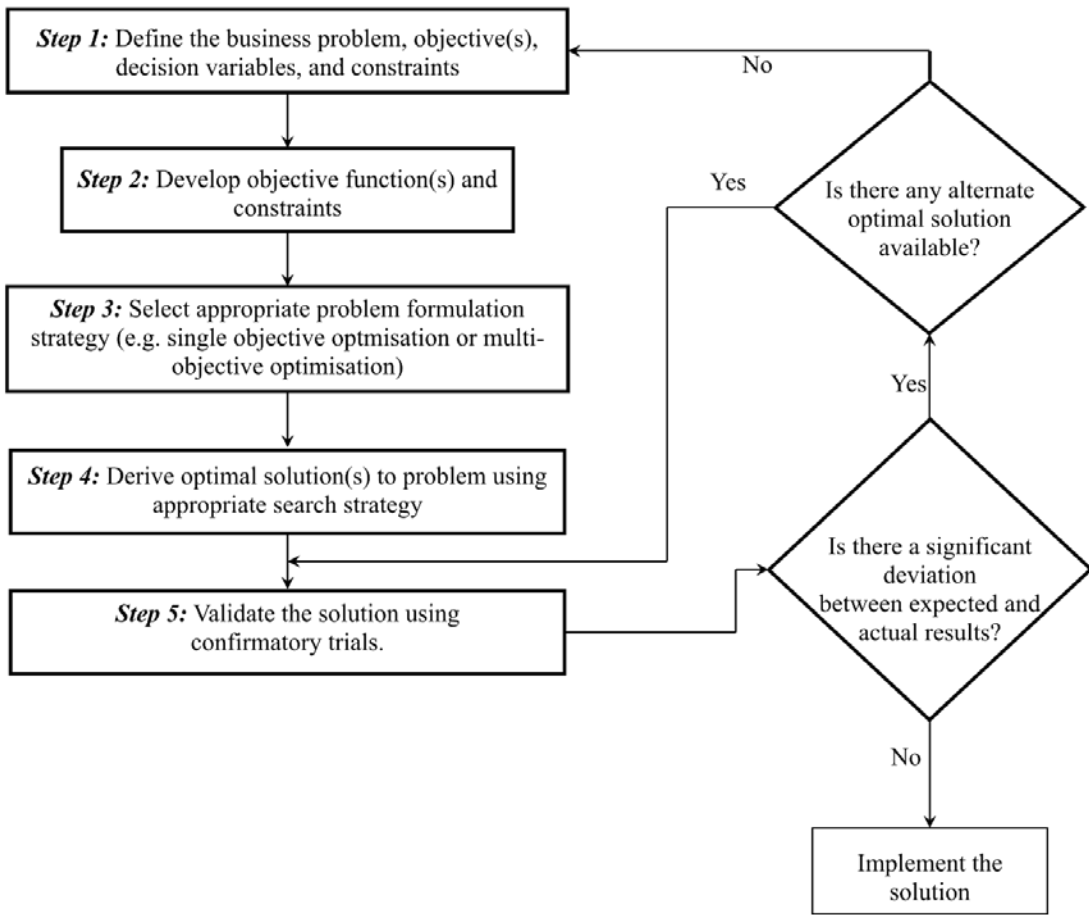 Step 1: Define the business problem, objective(s),
decision variables, and constraints
Step 2: Develop objective function(s) and
constraints
Step 3: Select appropriate problem formulation
strategy (e.g. single objective optmisation or multi-
objective optimisation)
Step 4: Derive optimal solution(s) to problem using
appropriate search strategy
Step 5: Validate the solution using
confirmatory trials.
No
Yes
Is there any alternate
optimal solution
available?
Yes
Is there a significant
deviation
between expected and
actual results?
No
Implement the
solution